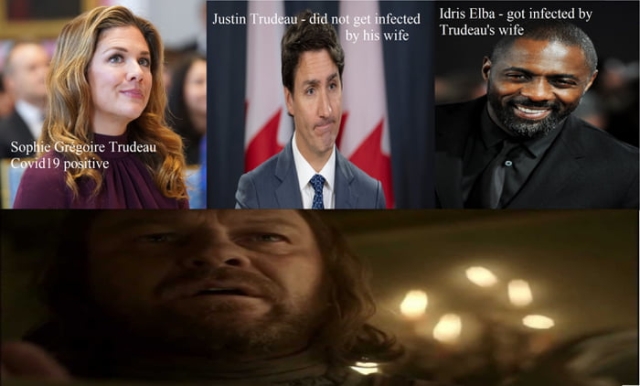 Sophie Grégoire Trudeau
Covid19 positive
Justin Trudeau - did not get infected
by his wife
Idris Elba - got infected by
Trudeau's wife